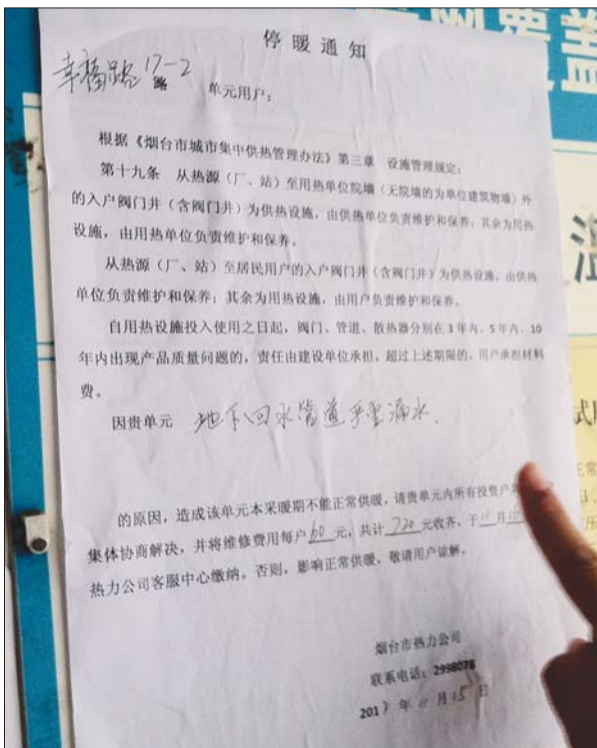 停暖通知
幸福路17-2 单元用户：
根据《烟台市城市集中供热管理办法》第三章 设施管理规定：
第十九条 从热源（厂、站）至用热单位院墙（无院墙的为单位建筑物墙）外
的入户阀门井（含阀门井）为供热设施，由供热单位负责维护和保养；其余为用热
设施，由用热单位负责维护和保养。
从热源（厂、站）至居民用户的入户阀门井（含阀门井）为供热设施，由供热
单位负责维护和保养；其余为用热设施，由用户负责维护和保养。
自用热设施投入使用之日起，阀门、管道、散热器分别在3年内、5年内、10
年内出现产品质量问题的，责任由建设单位承担。超过上述期限的，用户承担材料
费。
因贵单元 地下回水管道严重漏水.
的原因，造成该单元本采暖期不能正常供暖，请贵单元内所有投资户
集体协商解决，并将维修费用每户60元，共计720元收齐，于11月
热力公司客服中心缴纳。否则，影响正常供暖，敬请用户谅解。
烟台市热力公司
联系电话：2998078
2017年11月15日
覆盖